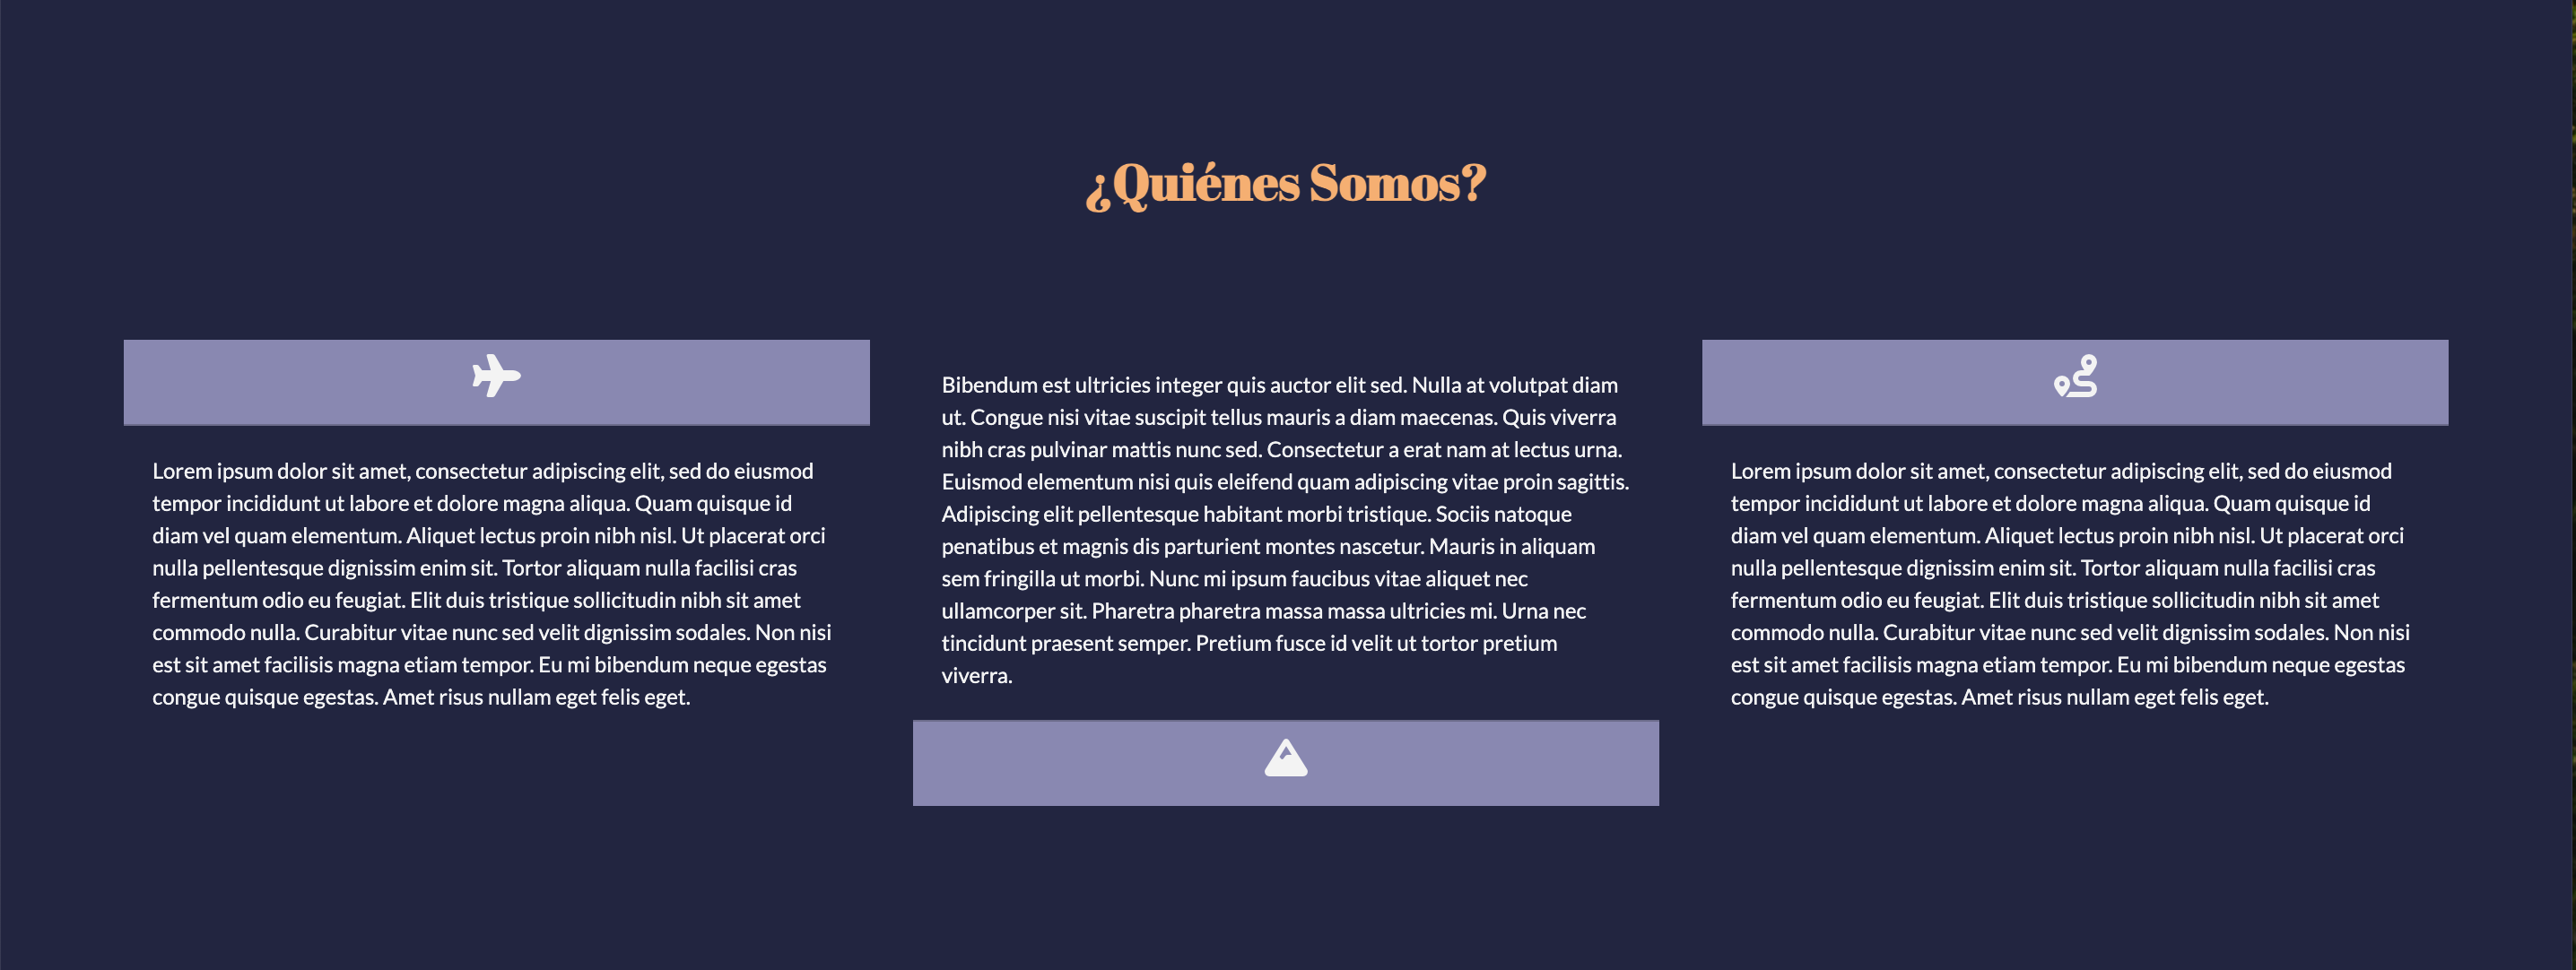 ¿Quiénes Somos?
Lorem ipsum dolor sit amet, consectetur adipiscing elit, sed do eiusmod
tempor incididunt ut labore et dolore magna aliqua. Quam quisque id
diam vel quam elementum. Aliquet lectus proin nibh nisl. Ut placerat orci
nulla pellentesque dignissim enim sit. Tortor aliquam nulla facilisi cras
fermentum odio eu feugiat. Elit duis tristique sollicitudin nibh sit amet
commodo nulla. Curabitur vitae nunc sed velit dignissim sodales. Non nisi
est sit amet facilisis magna etiam tempor. Eu mi bibendum neque egestas
congue quisque egestas. Amet risus nullam eget felis eget.
Bibendum est ultricies integer quis auctor elit sed. Nulla at volutpat diam
ut. Congue nisi vitae suscipit tellus mauris a diam maecenas. Quis viverra
nibh cras pulvinar mattis nunc sed. Consectetur a erat nam at lectus urna.
Euismod elementum nisi quis eleifend quam adipiscing vitae proin sagittis.
Adipiscing elit pellentesque habitant morbi tristique. Sociis natoque
penatibus et magnis dis parturient montes nascetur. Mauris in aliquam
sem fringilla ut morbi. Nunc mi ipsum faucibus vitae aliquet nec
ullamcorper sit. Pharetra pharetra massa massa ultricies mi. Urna nec
tincidunt praesent semper. Pretium fusce id velit ut tortor pretium
viverra.
Lorem ipsum dolor sit amet, consectetur adipiscing elit, sed do eiusmod
tempor incididunt ut labore et dolore magna aliqua. Quam quisque id
diam vel quam elementum. Aliquet lectus proin nibh nisl. Ut placerat orci
nulla pellentesque dignissim enim sit. Tortor aliquam nulla facilisi cras
fermentum odio eu feugiat. Elit duis tristique sollicitudin nibh sit amet
commodo nulla. Curabitur vitae nunc sed velit dignissim sodales. Non nisi
est sit amet facilisis magna etiam tempor. Eu mi bibendum neque egestas
congue quisque egestas. Amet risus nullam eget felis eget.